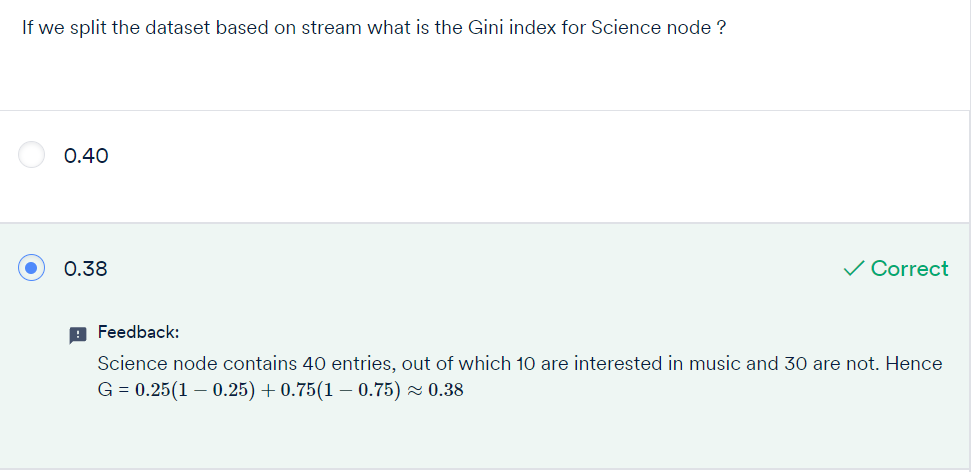 If we split the dataset based on stream what is the Gini index for Science node ?
0.40
0.38
Correct
Feedback:
Science node contains 40 entries, out of which 10 are interested in music and 30 are not. Hence
G = 0.25(1 − 0.25) + 0.75(1 − 0.75) ≈ 0.38